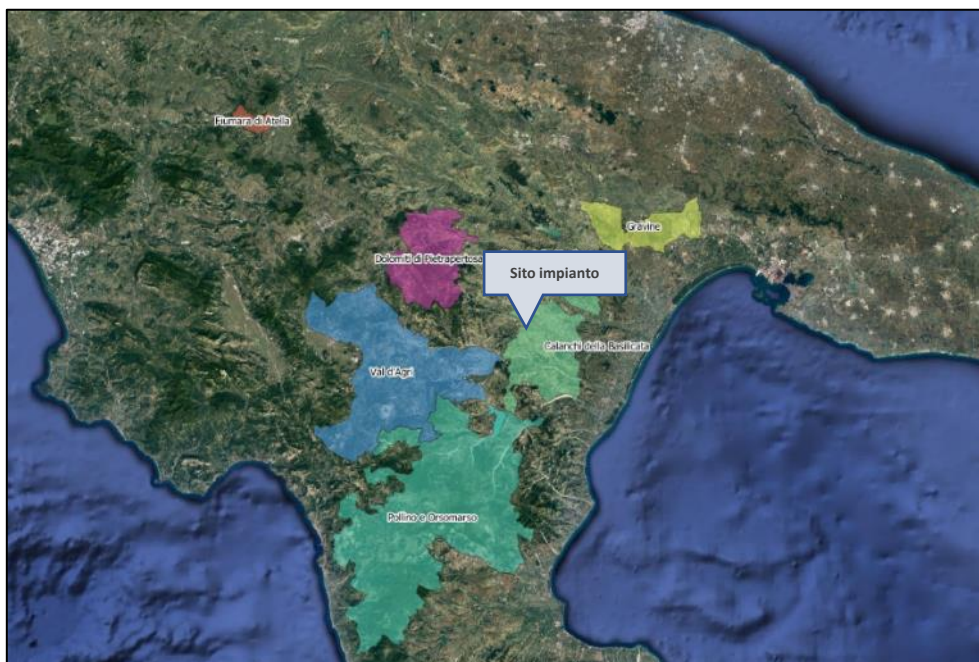 Fiumara di Atella
Gravine
Dolomiti di Pietrapertosa
Sito impianto
Calanchi della Basilicata
Val d'Agri
Pollino e Orsomarso